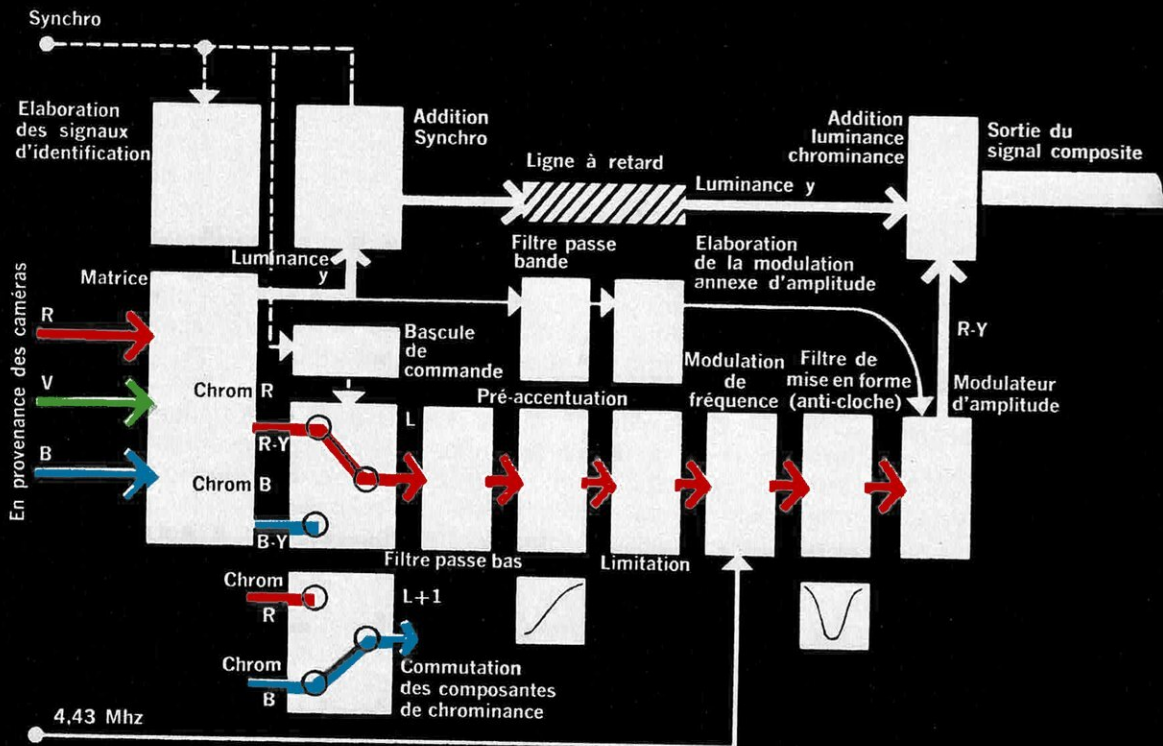 Synchro
Elaboration
des signaux
d'identification
Addition
Synchro
Ligne à retard
Luminance y
Addition
luminance
chrominance
Sortie du
signal composite
Luminance
y
Filtre passe
bande
Elaboration
de la modulation
annexe d'amplitude
En provenance des caméras
Matrice
R
V
B
Bascule
de
commande
R-Y
Chrom R
R-Y
Chrom B
B-Y
L
Pré-accentuation
Modulation
de
fréquence
Filtre de
mise en forme
(anti-cloche)
Modulateur
d'amplitude
Filtre passe bas
Limitation
Chrom
R
L+1
Chrom
B
Commutation
des composantes
de chrominance
4,43 Mhz